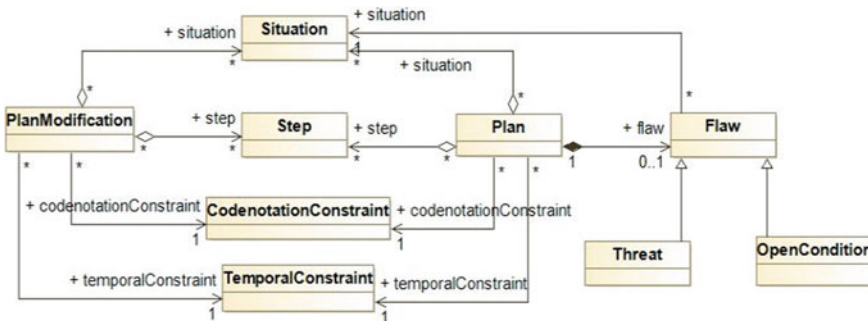 + situation
Situation
+ situation
1
*
*
+ situation
*
*
*
PlanModification
+ step
Step
+ step
Plan
+ flaw
Flaw
*
*
*
*
1
0..1
*
*
*
*
+ codenotationConstraint
CodenotationConstraint
+ codenotationConstraint
1
1
Threat
OpenCondition
+ temporalConstraint
TemporalConstraint
+ temporalConstraint
1
1